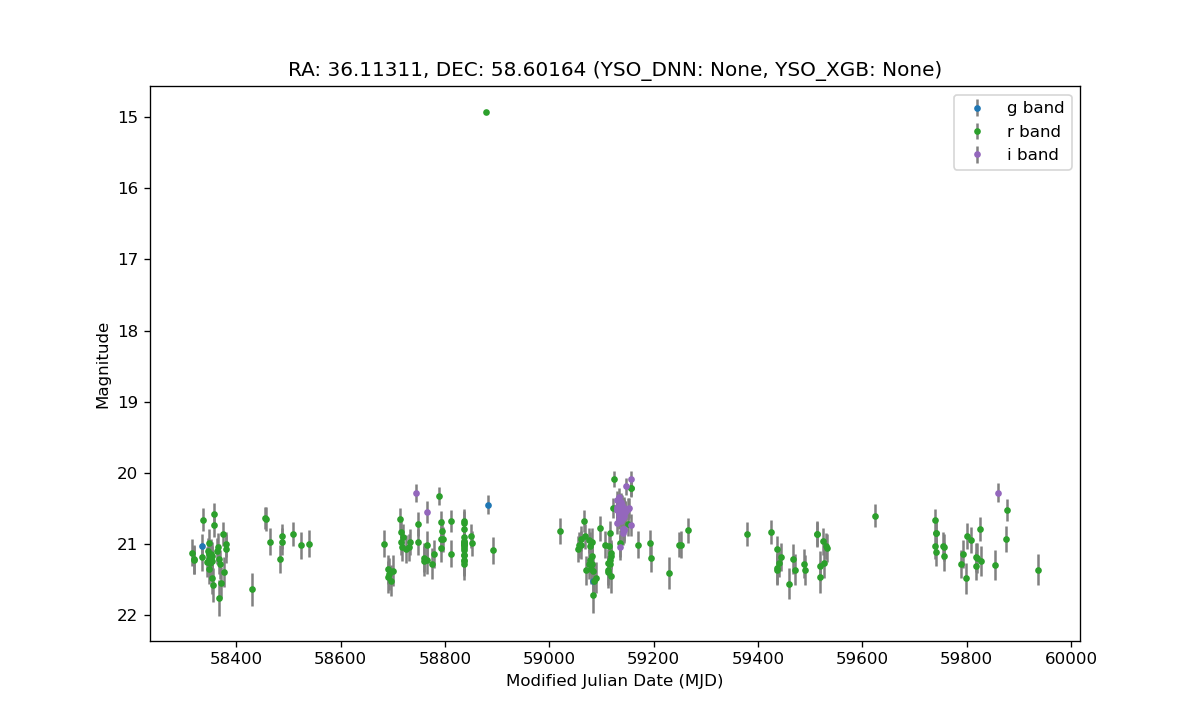 RA: 36.11311, DEC: 58.60164 (YSO_DNN: None, YSO_XGB: None)
g band
r band
i band
Magnitude
15
16
17
18
19
20
21
22
58400
58600
58800
59000
59200
59400
59600
59800
60000
Modified Julian Date (MJD)